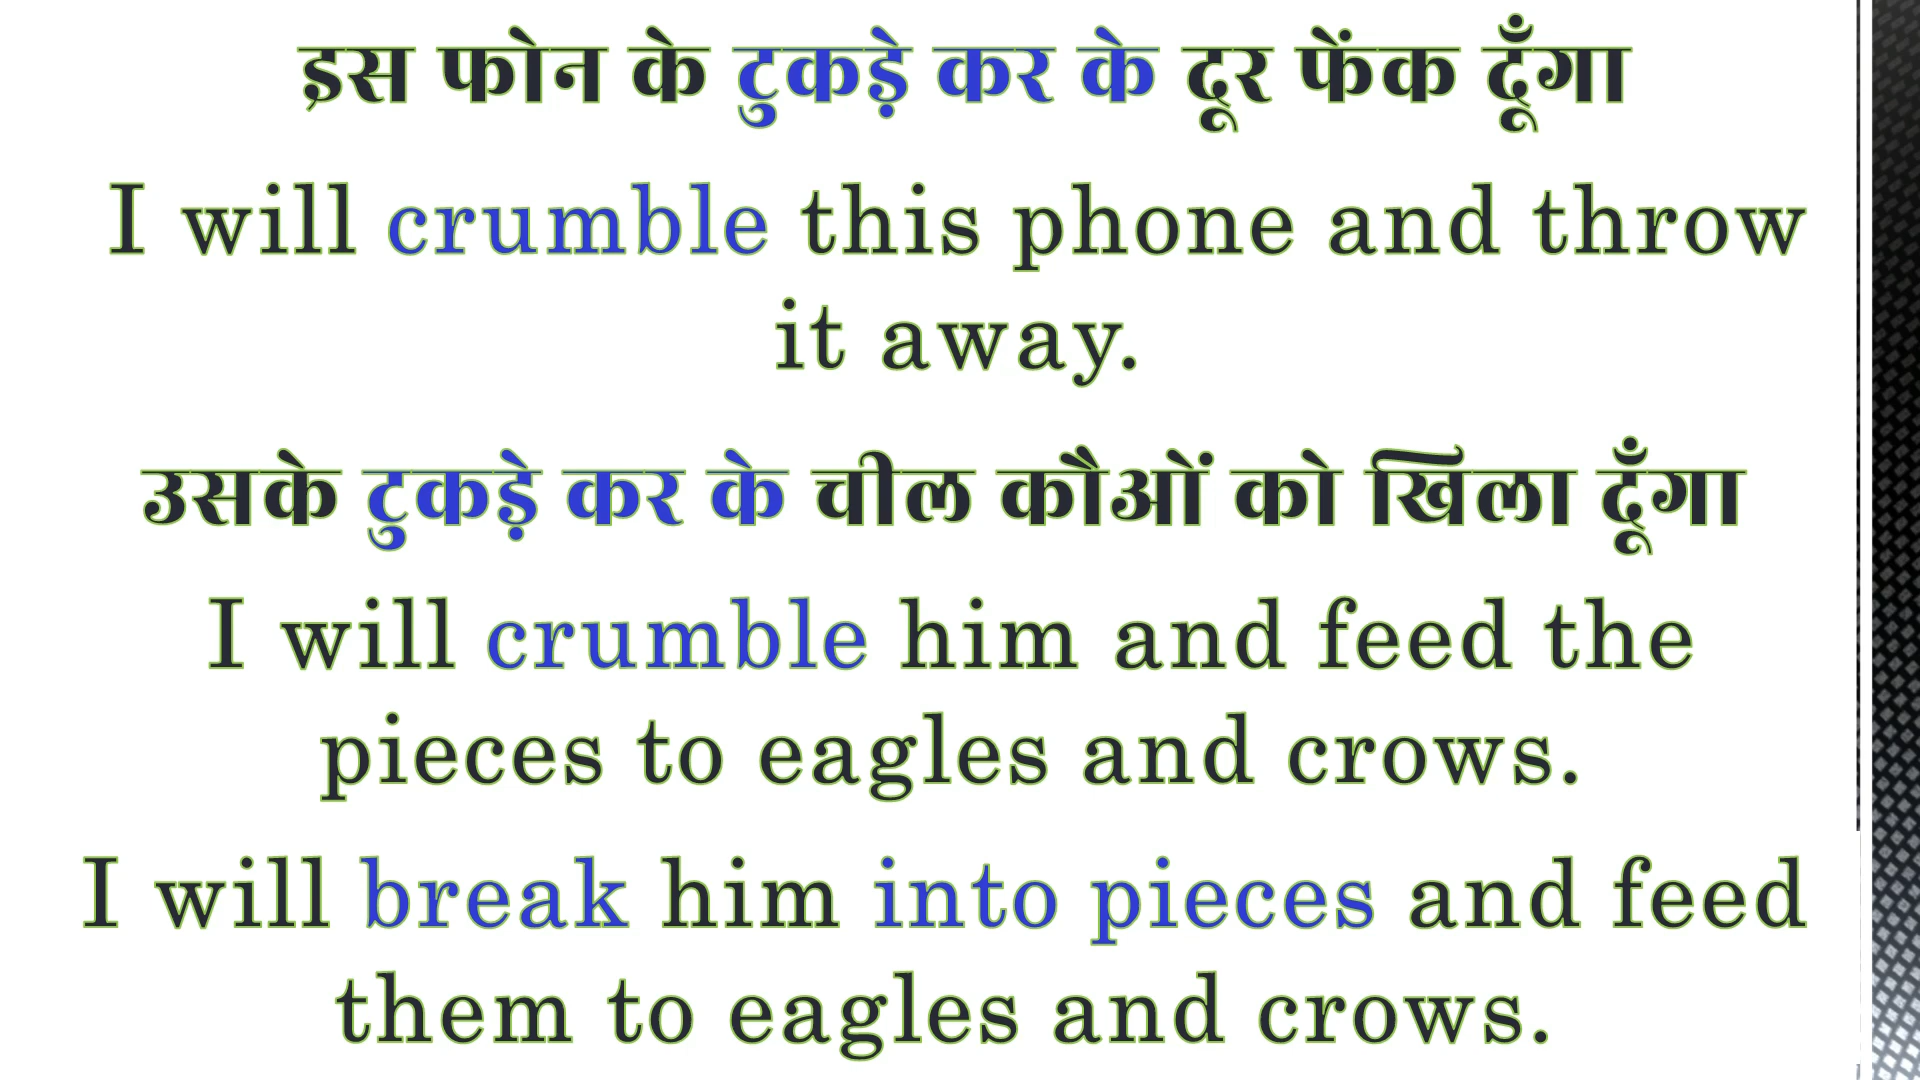 इस फोन के टुकड़े कर के दूर फेंक दूँगा
I will crumble this phone and throw
it away.
उसके टुकड़े कर के चील कौओं को खिला दूँगा
I will crumble him and feed the
pieces to eagles and crows.
I will break him into pieces and feed
them to eagles and crows.